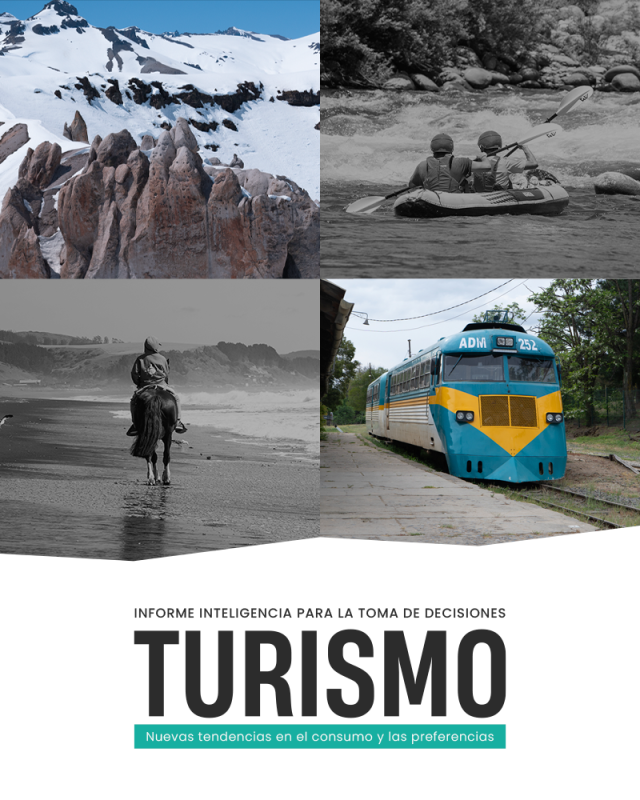 ADM 252
INFORME INTELIGENCIA PARA LA TOMA DE DECISIONES
TURISMO
Nuevas tendencias en el consumo y las preferencias